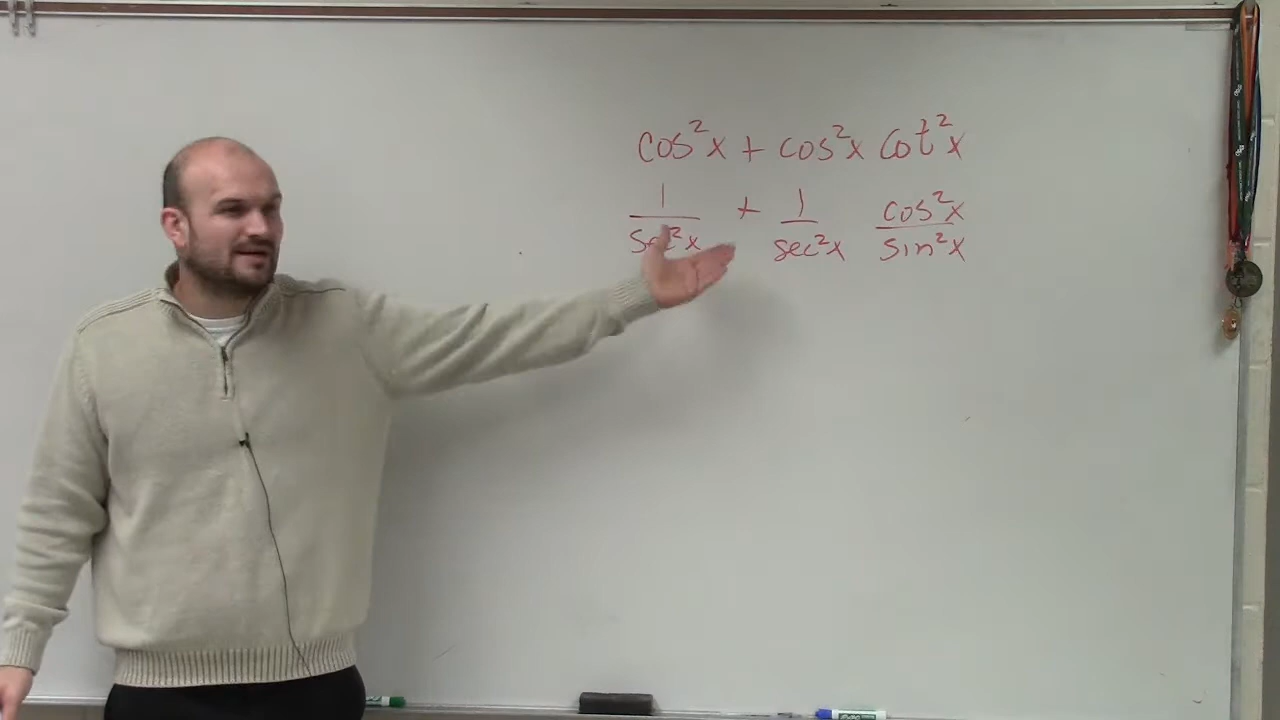 cos²x + cos²x cot²x
1/sec²x + 1/sec²x cos²x/sin²x